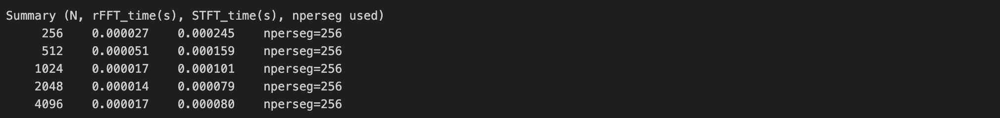 Summary (N, rFFT_time(s), STFT_time(s), nperseg used)
     256    0.000027    0.000245    nperseg=256
     512    0.000051    0.000159    nperseg=256
    1024    0.000017    0.000101    nperseg=256
    2048    0.000014    0.000079    nperseg=256
    4096    0.000017    0.000080    nperseg=256